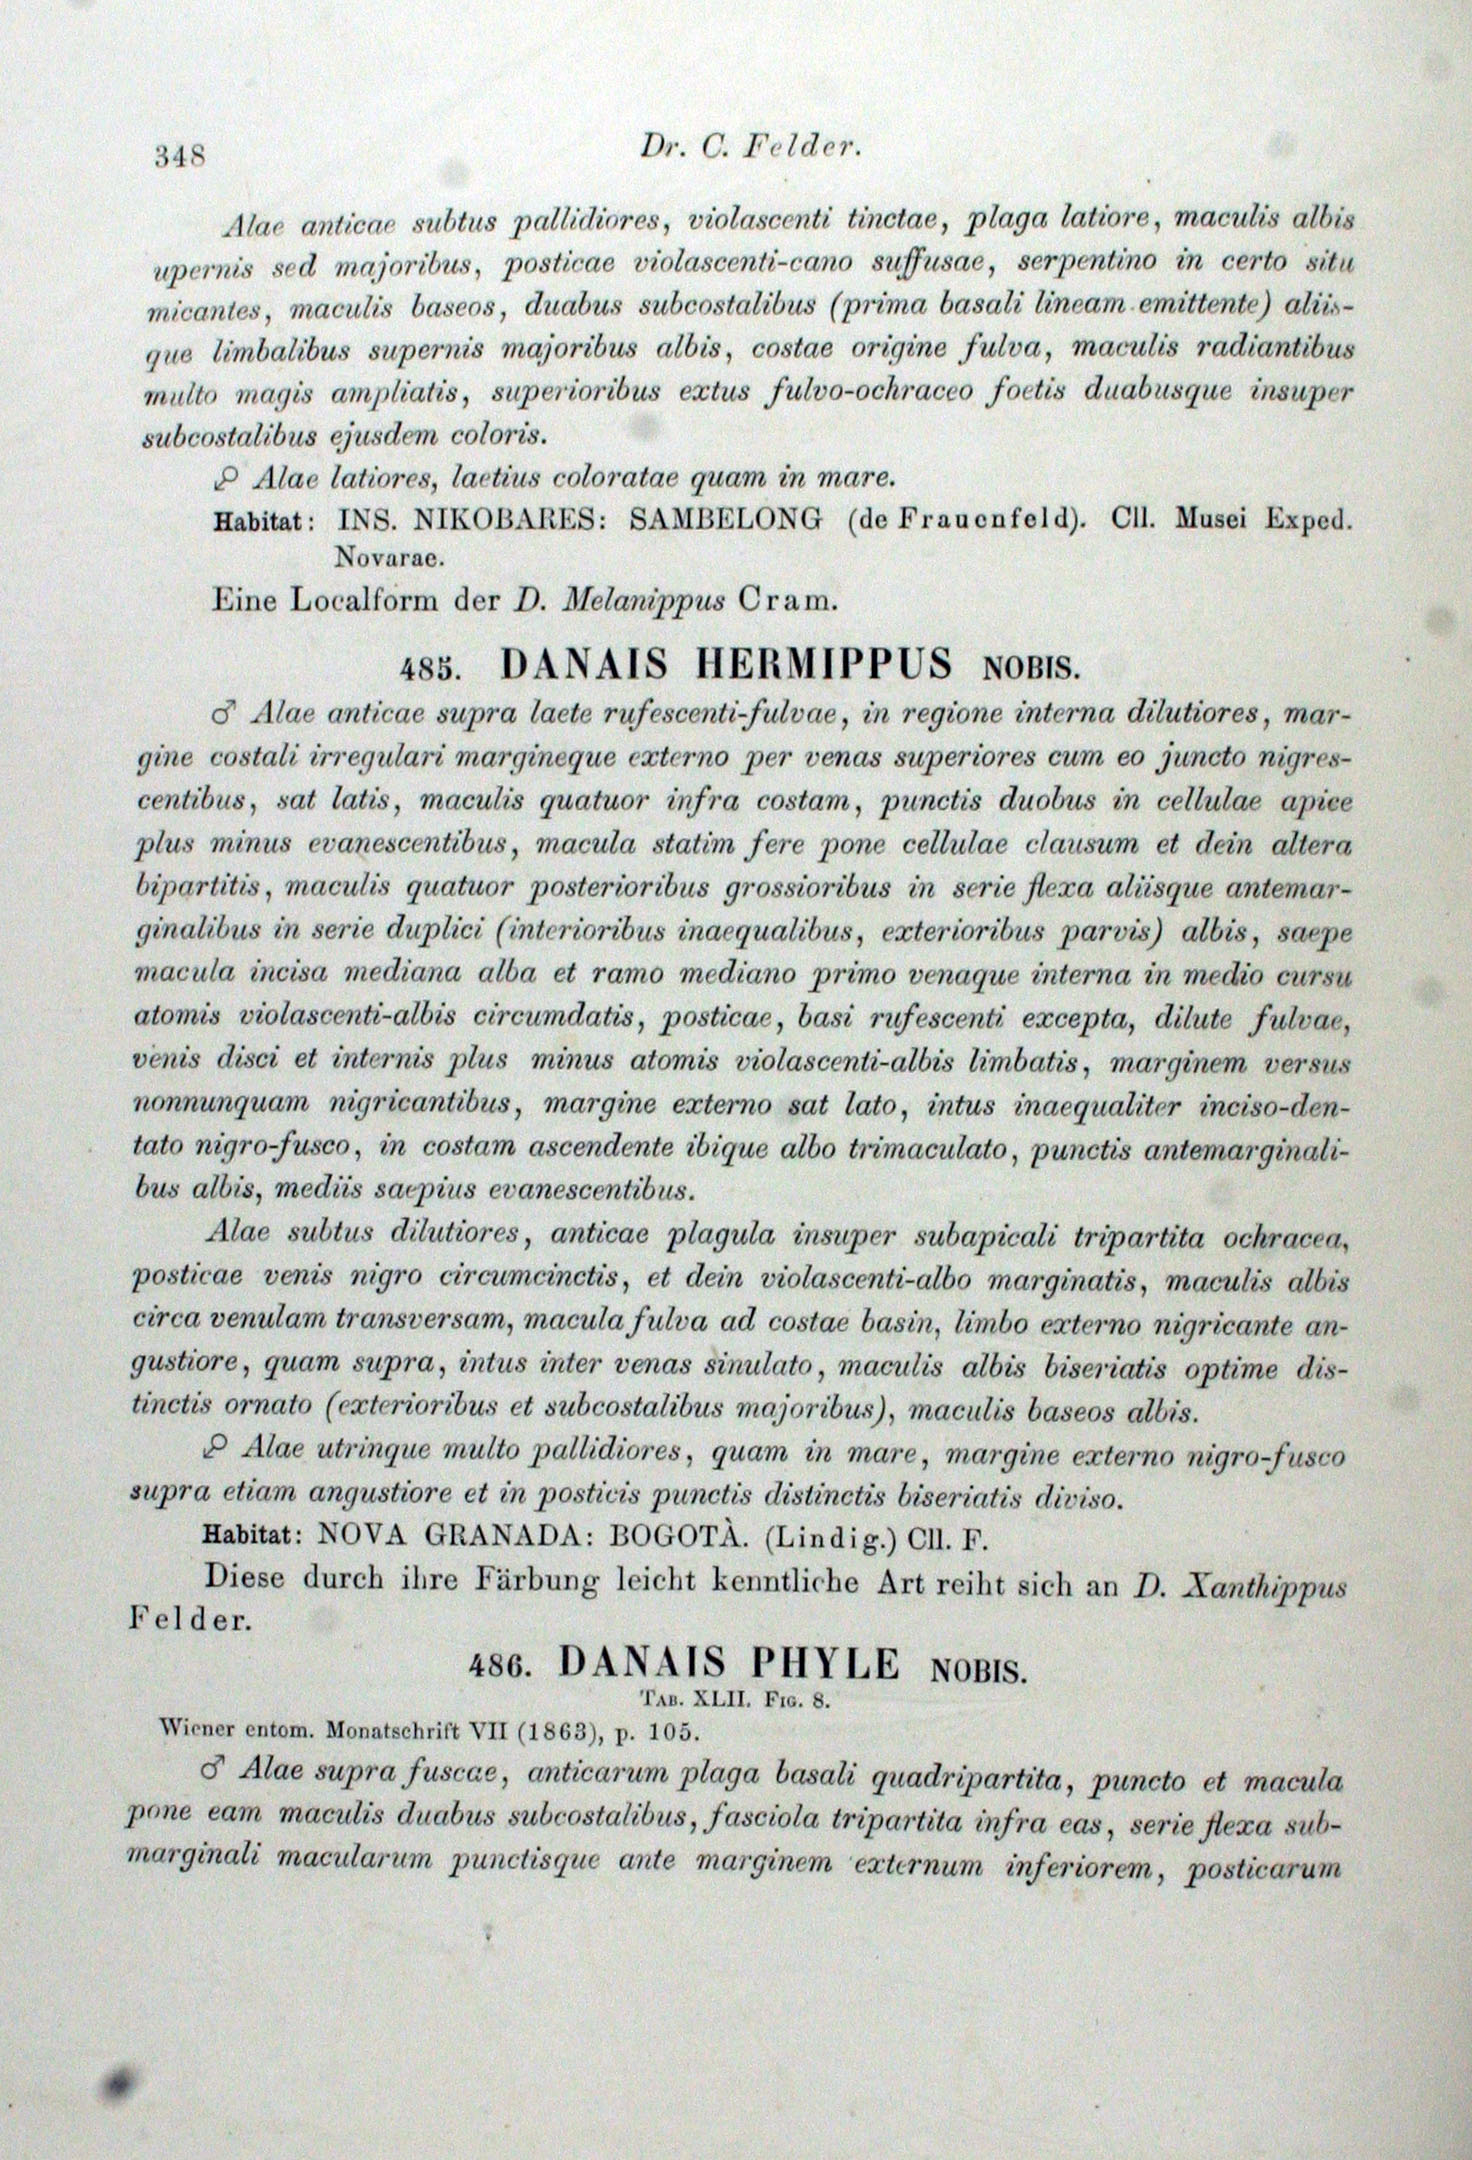 348
Dr. C. Felder.
Alae anticae subtus pallidiores, violascenti tinctae, plaga latiore, maculis albis
upernis sed majoribus, posticae violascenti-cano suffusae, serpentino in certo situ
micantes, maculis baseos, duabus subcostalibus (prima basali lineam emittente) aliis-
que limbalibus supernis majoribus albis, costae origine fulva, maculis radiantibus
multo magis ampliatis, superioribus extus fulvo-ochraceo foetis duabusque insuper
subcostalibus ejusdem coloris.
♀ Alae latiores, laetius coloratae quam in mare.
Habitat: INS. NIKOBARES: SAMBELONG (de Frauenfeld). Cll. Musei Exped.
Novarae.
Eine Localform der D. Melanippus Cram.
485. DANAIS HERMIPPUS NOBIS.
♂ Alae anticae supra laete rufescenti-fulvae, in regione interna dilutiores, mar-
gine costali irregulari margineque externo per venas superiores cum eo juncto nigres-
centibus, sat latis, maculis quatuor infra costam, punctis duobus in cellulae apice
plus minus evanescentibus, macula statim fere pone cellulae clausum et dein altera
bipartitis, maculis quatuor posterioribus grossioribus in serie flexa aliisque antemar-
ginalibus in serie duplici (interioribus inaequalibus, exterioribus parvis) albis, saepe
macula incisa mediana alba et ramo mediano primo venaque interna in medio cursu
atomis violascenti-albis circumdatis, posticae, basi rufescenti excepta, dilute fulvae,
venis disci et internis plus minus atomis violascenti-albis limbatis, marginem versus
nonnunquam nigricantibus, margine externo sat lato, intus inaequaliter inciso-den-
tato nigro-fusco, in costam ascendente ibique albo trimaculato, punctis antemarginali-
bus albis, mediis saepius evanescentibus.
Alae subtus dilutiores, anticae plagula insuper subapicali tripartita ochracea,
posticae venis nigro circumcinctis, et dein violascenti-albo marginatis, maculis albis
circa venulam transversam, macula fulva ad costae basin, limbo externo nigricante an-
gustiore, quam supra, intus inter venas sinulato, maculis albis biseriatis optime dis-
tinctis ornato (exterioribus et subcostalibus majoribus), maculis baseos albis.
♀ Alae utrinque multo pallidiores, quam in mare, margine externo nigro-fusco
supra etiam angustiore et in posticis punctis distinctis biseriatis diviso.
Habitat: NOVA GRANADA: BOGOTÀ. (Lindig.) Cll. F.
Diese durch ihre Färbung leicht kenntliche Art reiht sich an D. Xanthippus
Felder.
486. DANAIS PHYLE NOBIS.
TAB. XLII. FIG. 8.
Wiener entom. Monatschrift VII (1863), p. 105.
♂ Alae supra fuscae, anticarum plaga basali quadripartita, puncto et macula
pone eam maculis duabus subcostalibus, fasciola tripartita infra eas, serie flexa sub-
marginali macularum punctisque ante marginem externum inferiorem, posticarum